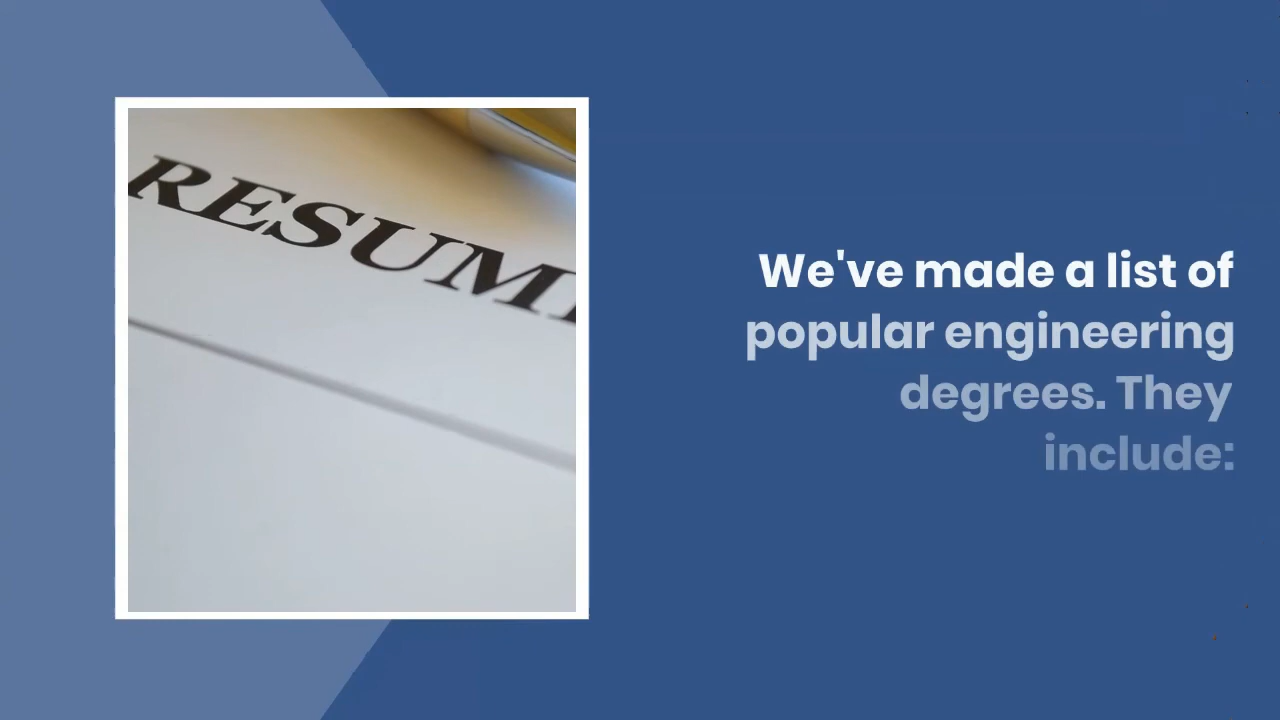 RESUM
We've made a list of
popular engineering
degrees. They
include: